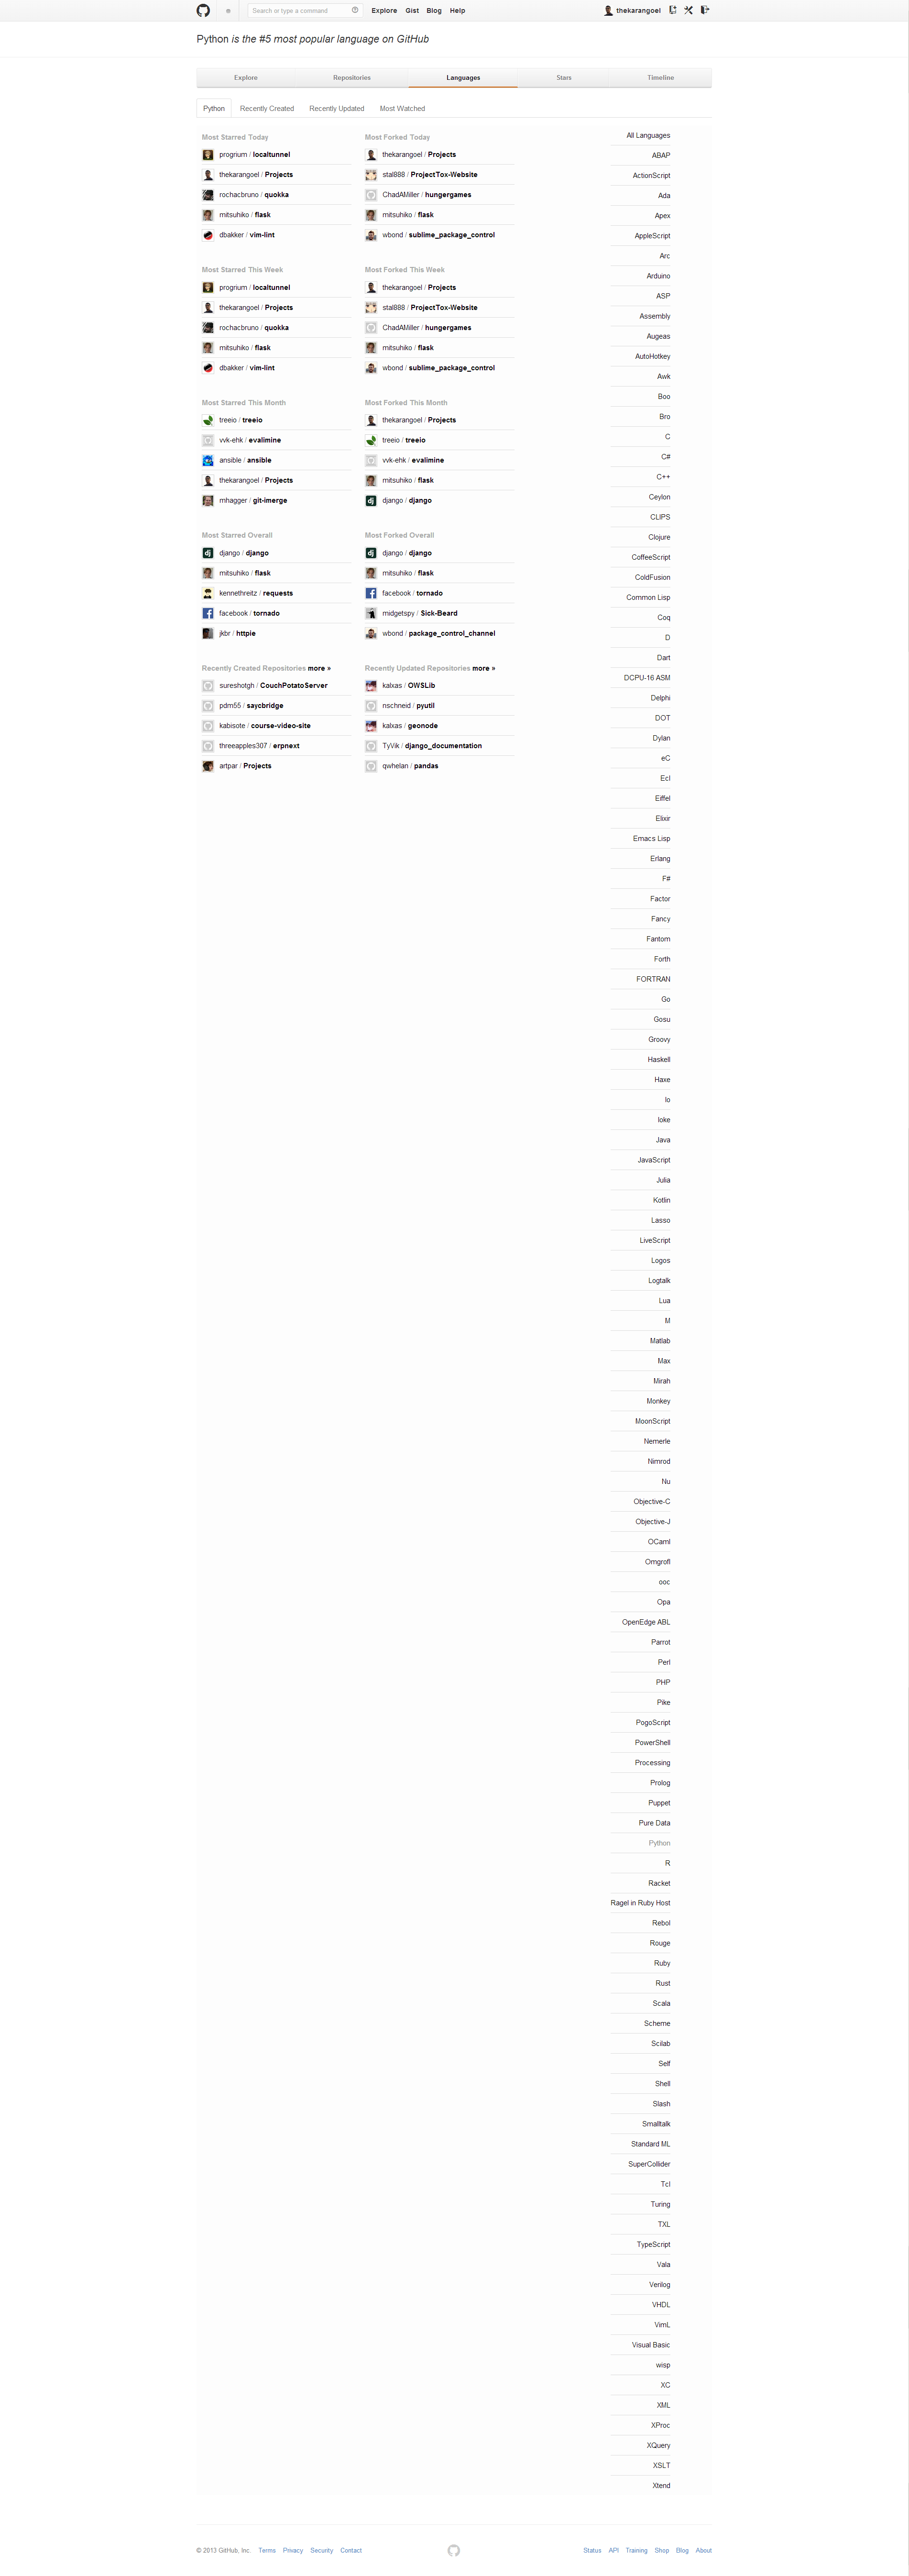 Search or type a command
Explore Gist Blog Help
thekarangoel
Python is the #5 most popular language on GitHub
Explore Repositories Languages Stars Timeline
Python Recently Created Recently Updated Most Watched
Most Starred Today
progrium / localtunnel
thekarangoel / Projects
rochacbruno / quokka
mitsuhiko / flask
dbakker / vim-lint
Most Forked Today
thekarangoel / Projects
stal888 / ProjectTox-Website
ChadAMiller / hungergames
mitsuhiko / flask
wbond / sublime_package_control
Most Starred This Week
progrium / localtunnel
thekarangoel / Projects
rochacbruno / quokka
mitsuhiko / flask
dbakker / vim-lint
Most Forked This Week
thekarangoel / Projects
stal888 / ProjectTox-Website
ChadAMiller / hungergames
mitsuhiko / flask
wbond / sublime_package_control
Most Starred This Month
treeio / treeio
vvk-ehk / evalimine
ansible / ansible
thekarangoel / Projects
mhagger / git-imerge
Most Forked This Month
thekarangoel / Projects
treeio / treeio
vvk-ehk / evalimine
mitsuhiko / flask
django / django
Most Starred Overall
django / django
mitsuhiko / flask
kennethreitz / requests
facebook / tornado
jkbr / httpie
Most Forked Overall
django / django
mitsuhiko / flask
facebook / tornado
midgetspy / Sick-Beard
wbond / package_control_channel
Recently Created Repositories more »
sureshotgh / CouchPotatoServer
pdm55 / saycbridge
kabisote / course-video-site
threeapples307 / erpnext
artpar / Projects
Recently Updated Repositories more »
kalxas / OWSLib
nschneid / pyutil
kalxas / geonode
TyVik / django_documentation
qwhelan / pandas
All Languages
ABAP
ActionScript
Ada
Apex
AppleScript
Arc
Arduino
ASP
Assembly
Augeas
AutoHotkey
Awk
Boo
Bro
C
C#
C++
Ceylon
CLIPS
Clojure
CoffeeScript
ColdFusion
Common Lisp
Coq
D
Dart
DCPU-16 ASM
Delphi
DOT
Dylan
eC
Ecl
Eiffel
Elixir
Emacs Lisp
Erlang
F#
Factor
Fancy
Fantom
Forth
FORTRAN
Go
Gosu
Groovy
Haskell
Haxe
Io
Ioke
Java
JavaScript
Julia
Kotlin
Lasso
LiveScript
Logos
Logtalk
Lua
M
Matlab
Max
Mirah
Monkey
MoonScript
Nemerle
Nimrod
Nu
Objective-C
Objective-J
OCaml
Omgrofl
ooc
Opa
OpenEdge ABL
Parrot
Perl
PHP
Pike
PogoScript
PowerShell
Processing
Prolog
Puppet
Pure Data
Python
R
Racket
Ragel in Ruby Host
Rebol
Rouge
Ruby
Rust
Scala
Scheme
Scilab
Self
Shell
Slash
Smalltalk
Standard ML
SuperCollider
Tcl
Turing
TXL
TypeScript
Vala
Verilog
VHDL
VimL
Visual Basic
wisp
XC
XML
XProc
XQuery
XSLT
Xtend
© 2013 GitHub, Inc. Terms Privacy Security Contact
Status API Training Shop Blog About